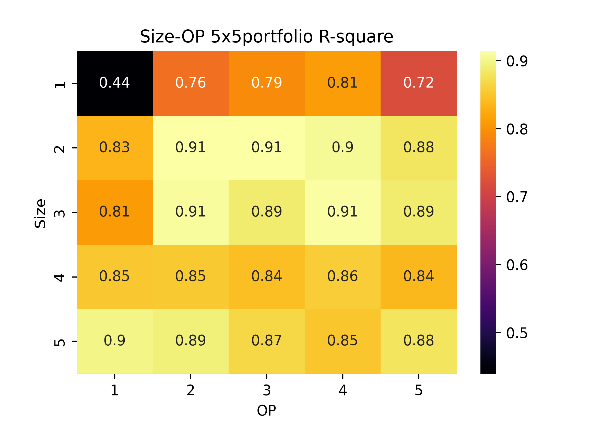 Size-OP 5x5portfolio R-square
1 0.44 0.76 0.79 0.81 0.72
2 0.83 0.91 0.91 0.9 0.88
3 0.81 0.91 0.89 0.91 0.89
4 0.85 0.85 0.84 0.86 0.84
5 0.9 0.89 0.87 0.85 0.88
1 2 3 4 5
OP
Size
0.9
0.8
0.7
0.6
0.5